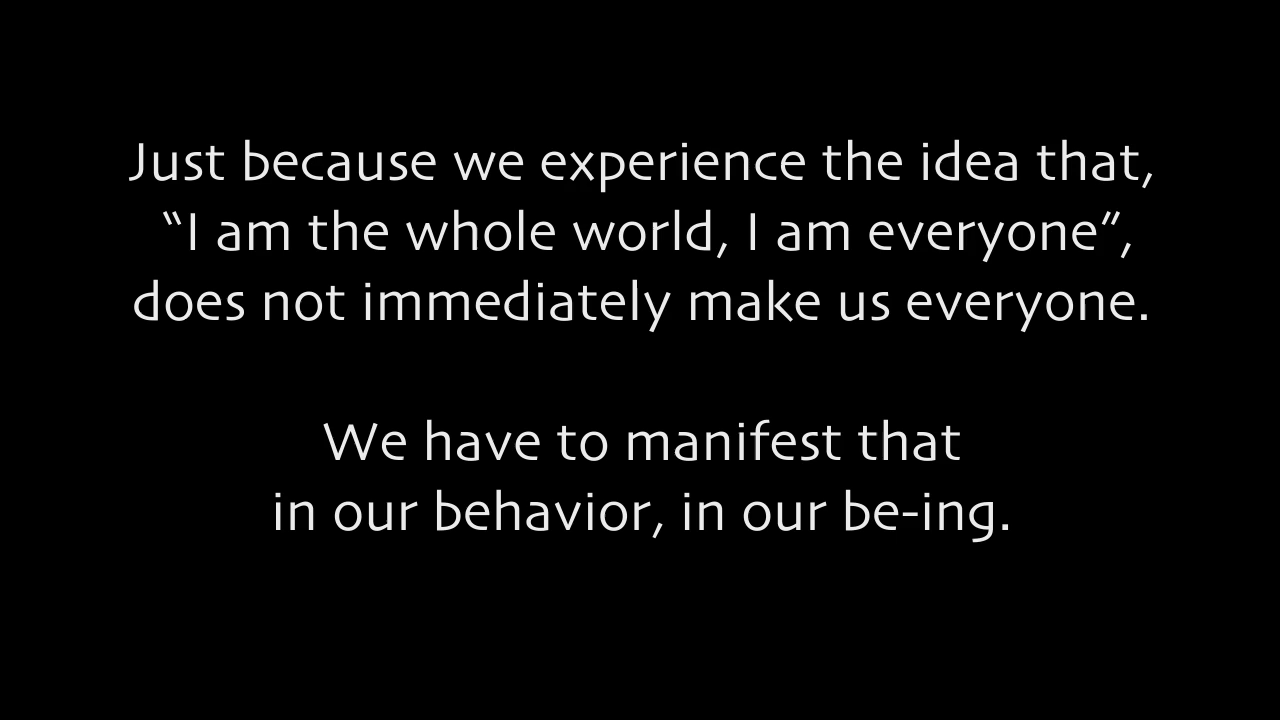 Just because we experience the idea that,
“I am the whole world, I am everyone”,
does not immediately make us everyone.
We have to manifest that
in our behavior, in our be-ing.